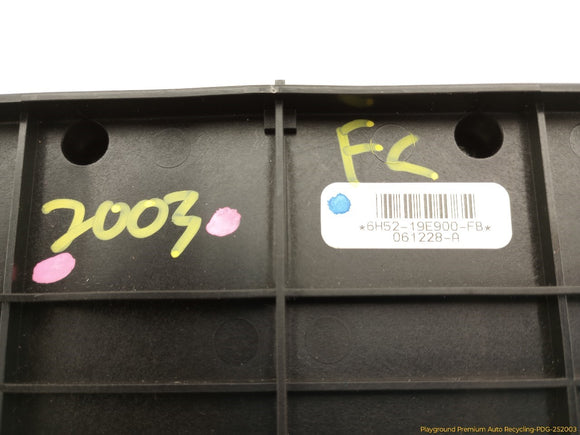 FC
2003
*6H52-19E900-FB*
061228-A
Playground Premium Auto Recycling-PDG-252003